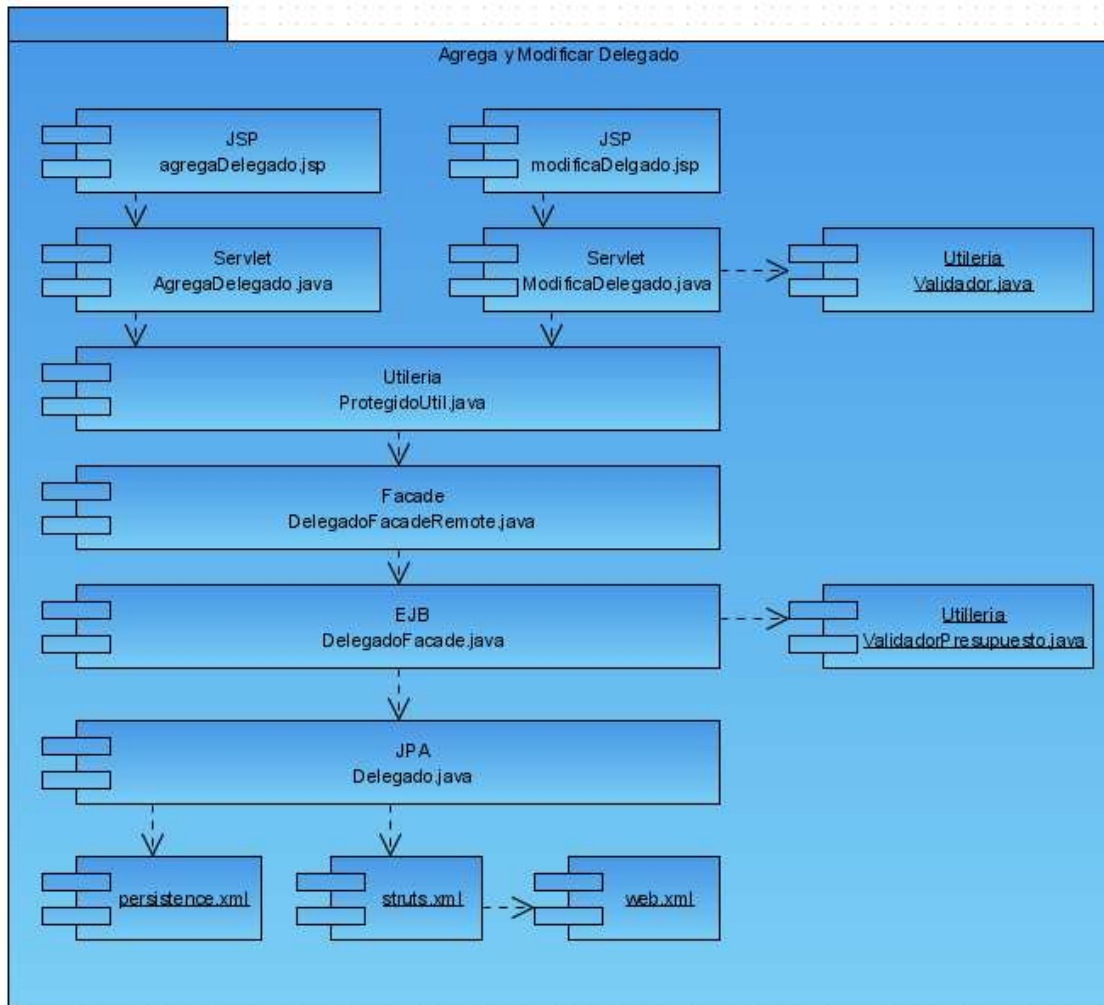 Agrega y Modificar Delegado
JSP
agregaDelegado.jsp
JSP
modificaDelgado.jsp
Servlet
AgregaDelegado.java
Servlet
ModificaDelegado.java
Utileria
Validador.java
Utileria
ProtegidoUtil.java
Facade
DelegadoFacadeRemote.java
EJB
DelegadoFacade.java
Utilleria
ValidadorPresupuesto.java
JPA
Delegado.java
persistence.xml
struts.xml
web.xml